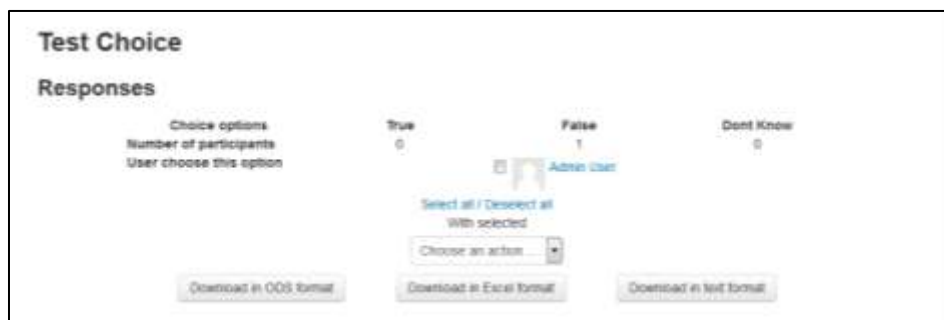 Test Choice
Responses
Choice options True False Dont Know
Number of participants 0 1 0
User choose this option Admin User
Select all / Deselect all
With selected
Choose an action
Download in ODS format Download in Excel format Download in text format